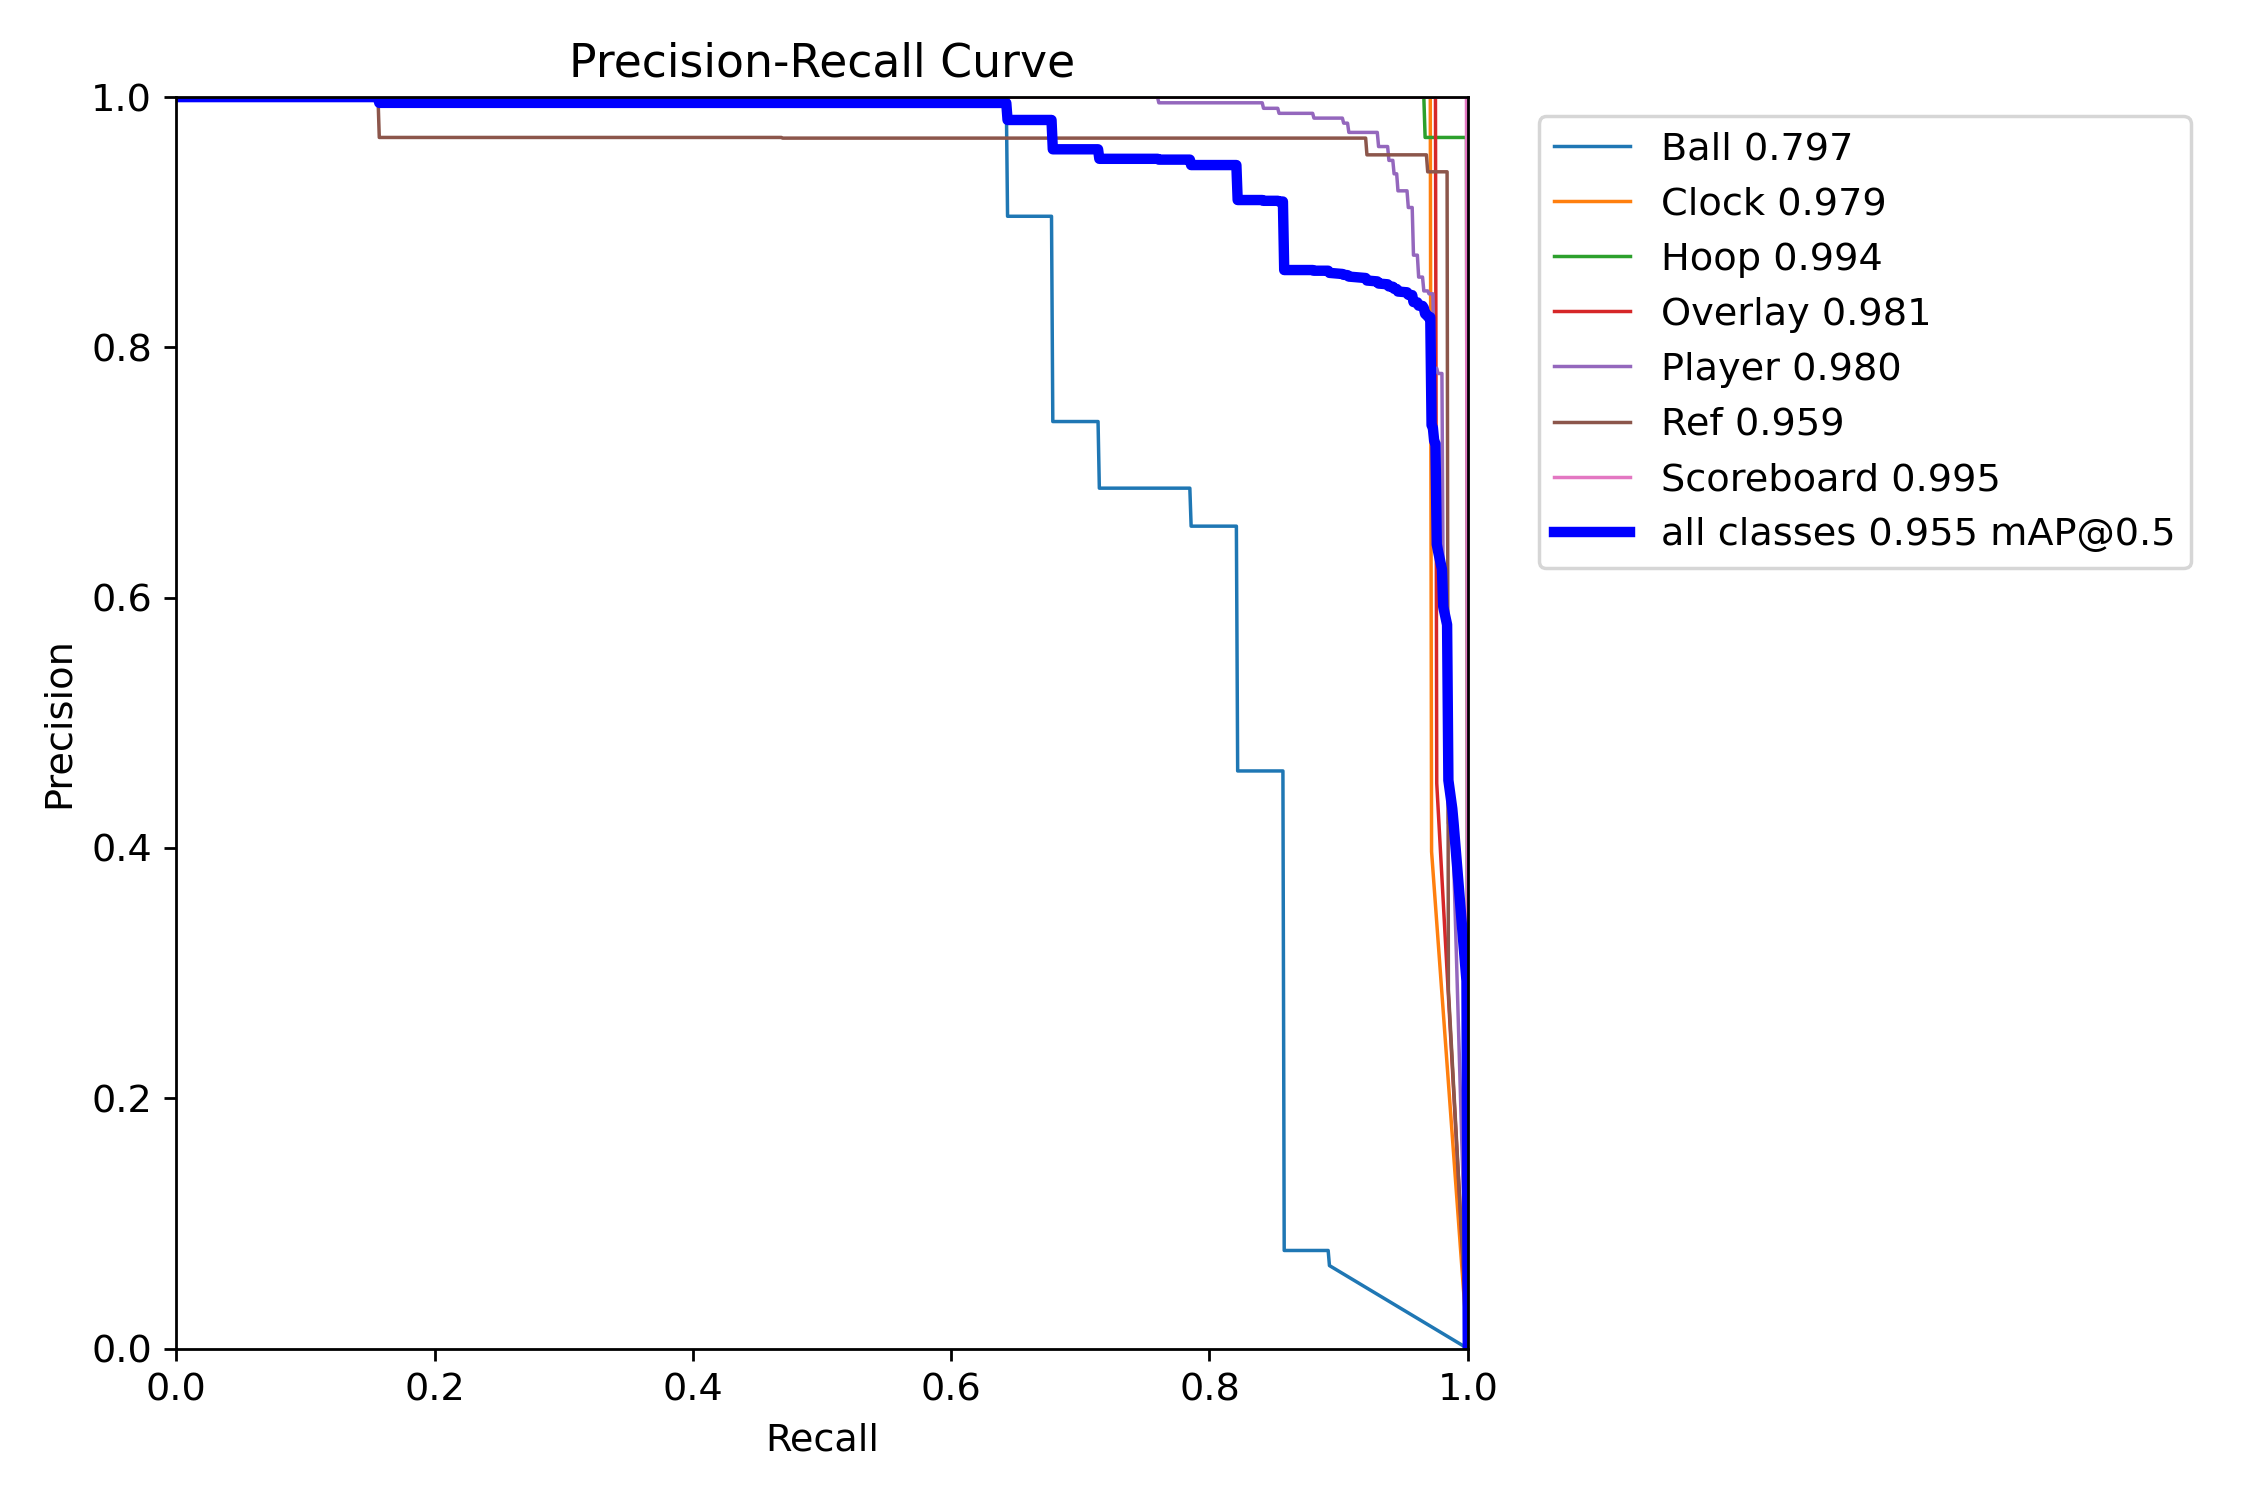 Precision-Recall Curve
1.0
0.8
0.6
0.4
0.2
0.0
Precision
0.0 0.2 0.4 0.6 0.8 1.0
Recall
Ball 0.797
Clock 0.979
Hoop 0.994
Overlay 0.981
Player 0.980
Ref 0.959
Scoreboard 0.995
all classes 0.955 mAP@0.5